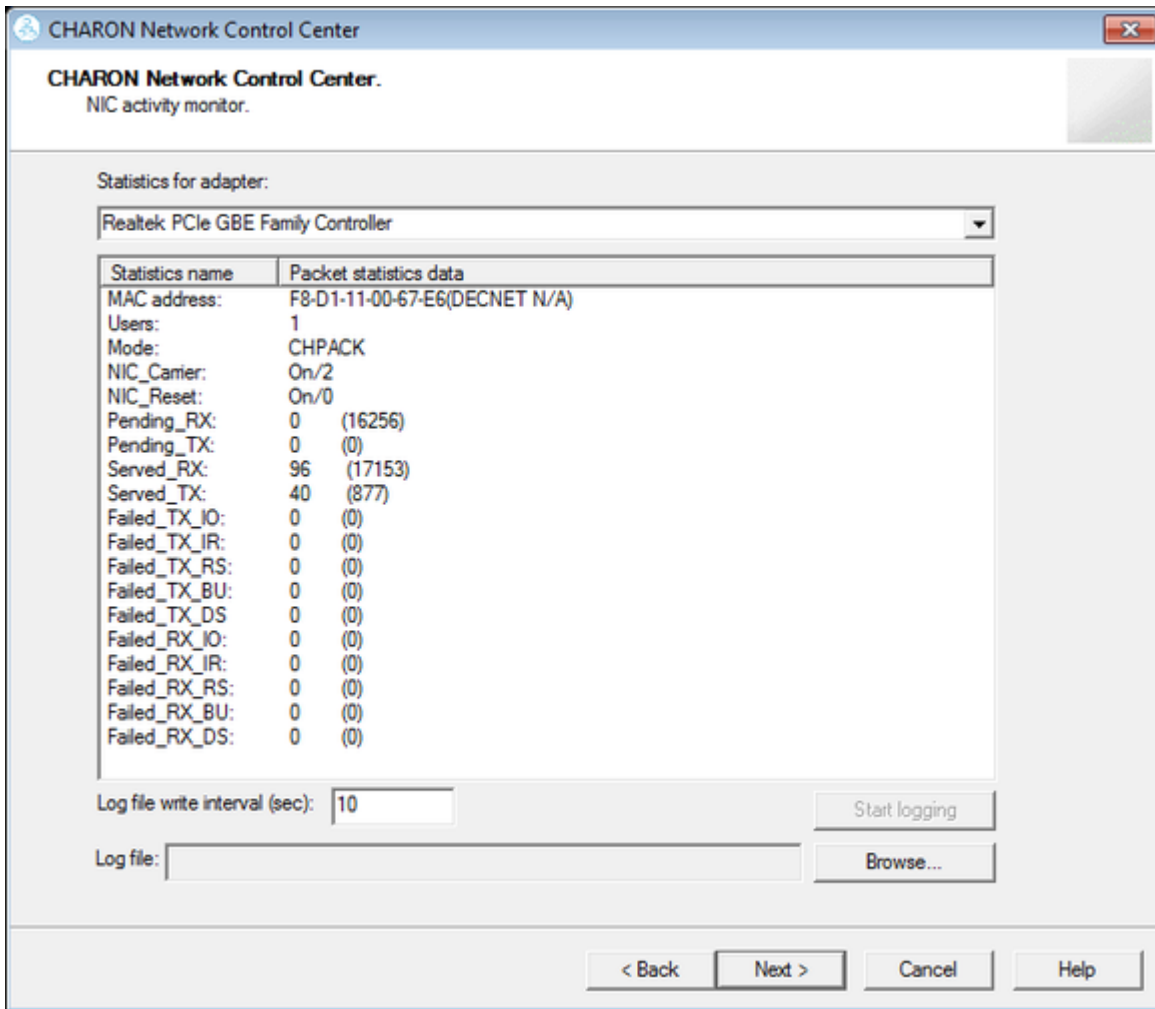 CHARON Network Control Center
CHARON Network Control Center.
NIC activity monitor.
Statistics for adapter:
Realtek PCIe GBE Family Controller
Statistics name Packet statistics data
MAC address: F8-D1-11-00-67-E6(DECNET N/A)
Users: 1
Mode: CHPACK
NIC_Carrier: On/2
NIC_Reset: On/0
Pending_RX: 0 (16256)
Pending_TX: 0 (0)
Served_RX: 96 (17153)
Served_TX: 40 (877)
Failed_TX_IO: 0 (0)
Failed_TX_IR: 0 (0)
Failed_TX_RS: 0 (0)
Failed_TX_BU: 0 (0)
Failed_TX_DS 0 (0)
Failed_RX_IO: 0 (0)
Failed_RX_IR: 0 (0)
Failed_RX_RS: 0 (0)
Failed_RX_BU: 0 (0)
Failed_RX_DS: 0 (0)
Log file write interval (sec): 10 Start logging
Log file: Browse...
< Back Next > Cancel Help